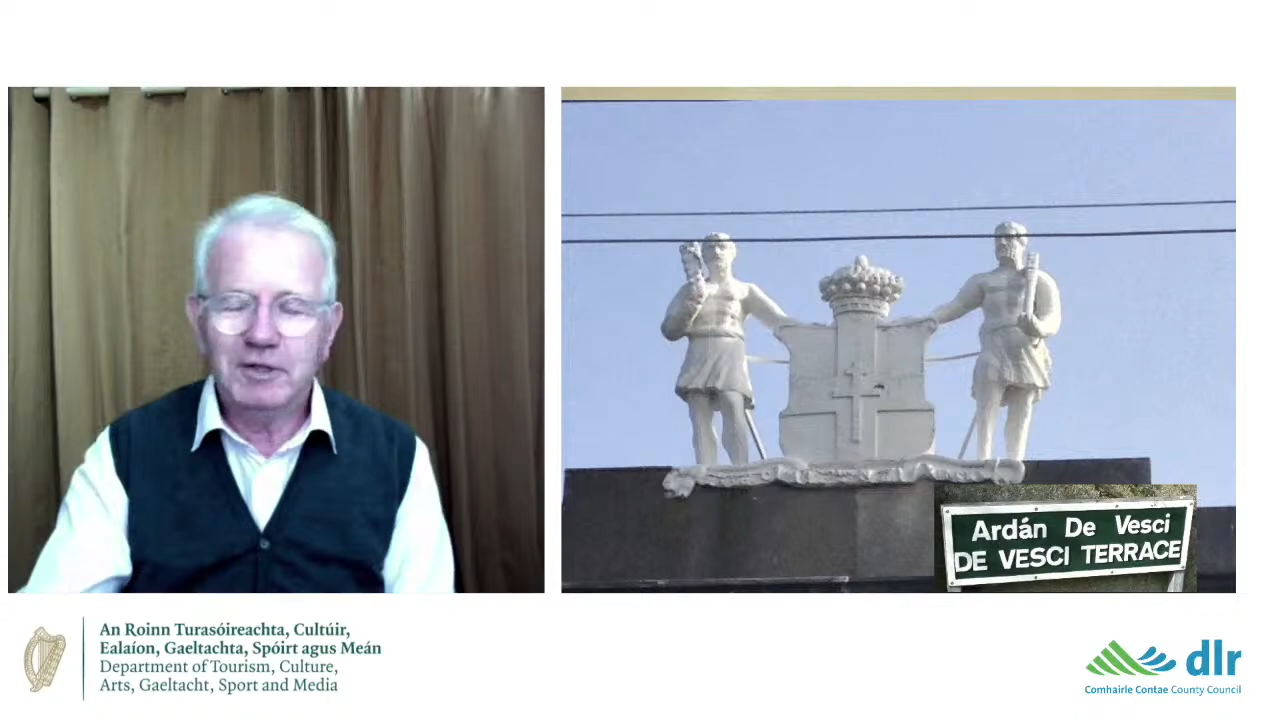 Ardán De Vesci
DE VESCI TERRACE
An Roinn Turasóireachta, Cultúir,
Ealaíon, Gaeltachta, Spóirt agus Meán
Department of Tourism, Culture,
Arts, Gaeltacht, Sport and Media
dlr
Comhairle Contae County Council